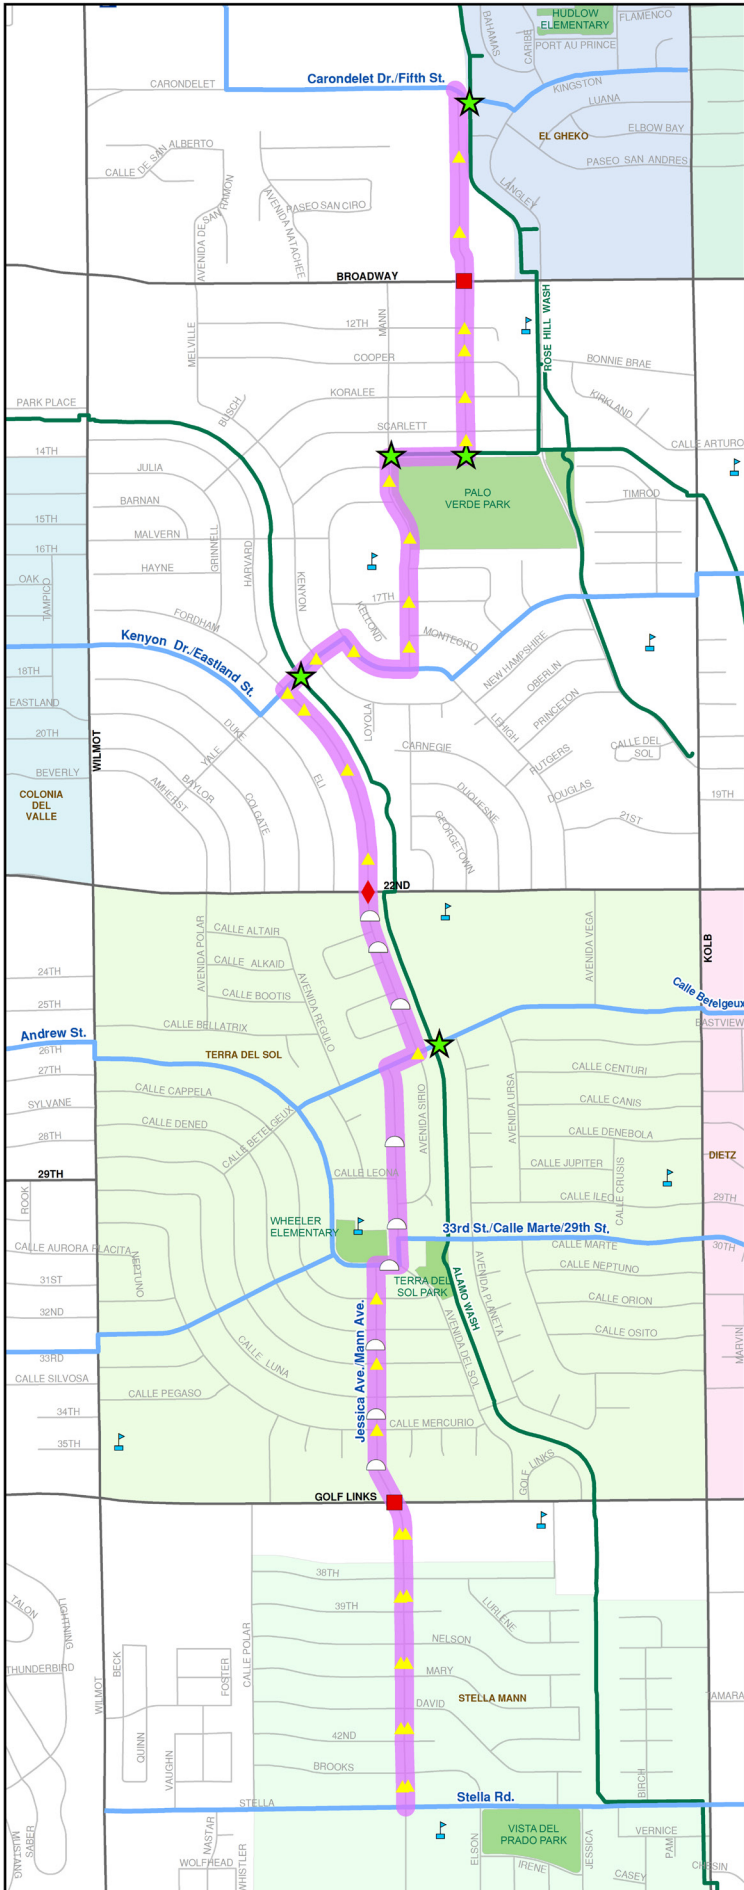 HUDLOW
ELEMENTARY
FLAMENCO
BAHAMAS
CARIBE
PORT AU PRINCE
Carondelet Dr./Fifth St.
CARONDELET
KINGSTON
LUANA
ELBOW BAY
EL GHEKO
PASEO SAN ANDRES
CALLE DE SAN ALBERTO
LANGLEY
AVENIDA DE SAN RAMON
AVENIDA NATACHEE
PASEO SAN CIRO
BROADWAY
ROSE HILL WASH
12TH
MANN
MELVILLE
COOPER
BONNIE BRAE
KORALEE
KIRKLAND
PARK PLACE
BUSCH
SCARLETT
CALLE ARTURO
14TH
JULIA
PALO
VERDE PARK
TIMROD
BARNAN
15TH
MALVERN
GRINNELL
HARVARD
16TH
HAYNE
KENYON
OAK
TAMPICO
17TH
KELLOND
FORDHAM
MONTECITO
Kenyon Dr./Eastland St.
NEW HAMPSHIRE
18TH
OBERLIN
EASTLAND
PRINCETON
LOYOLA
LEHIGH
20TH
DUKE
YALE
WILMOT
CARNEGIE
CALLE DEL
SOL
RUTGERS
BEVERLY
AMHERST
BAYLOR
COLGATE
ELI
DUQUESNE
DOUGLAS
19TH
COLONIA
DEL
VALLE
GEORGETOWN
21ST
22ND
AVENIDA POLAR
CALLE ALTAIR
AVENIDA VEGA
KOLB
CALLE ALKAID
24TH
AVENIDA REGULO
CALLE BOOTIS
Calle Betelgeux
25TH
CALLE BELLATRIX
EASTVIEW
Andrew St.
26TH
TERRA DEL SOL
27TH
CALLE CENTURI
CALLE CAPPELA
AVENIDA SIRIO
AVENIDA URSA
SYLVANE
CALLE CANIS
CALLE BETELGEUX
CALLE DENED
28TH
CALLE DENEBOLA
DIETZ
CALLE JUPITER
CALLE CRUSIS
29TH
CALLE LEONA
CALLE ILEO
29TH
ROOK
WHEELER
ELEMENTARY
33rd St./Calle Marte/29th St.
CALLE AURORA PLACITA
NEPTUNO
CALLE MARTE
30TH
CALLE NEPTUNO
31ST
TERRA DEL
SOL PARK
ALAMO WASH
AVENIDA PLANETA
CALLE ORION
32ND
CALLE OSITO
MARVIN
33RD
CALLE LUNA
Jessica Ave./Mann Ave.
AVENIDA DEL SOL
CALLE SILVOSA
CALLE PEGASO
34TH
CALLE MERCURIO
35TH
GOLF LINKS
GOLF LINKS
38TH
TALON
LIGHTNING
39TH
LURLENE
CALLE POLAR
NELSON
THUNDERBIRD
BECK
FOSTER
MARY
WILMOT
STELLA MANN
TAMARA
DAVID
QUINN
42ND
VAUGHN
BROOKS
BIRCH
STELLA
Stella Rd.
MUSTANG
SABER
NASTAR
ELSON
VISTA DEL
PRADO PARK
JESSICA
VERNICE
PAM
WOLFHEAD
WHISTLER
IRENE
CASEY